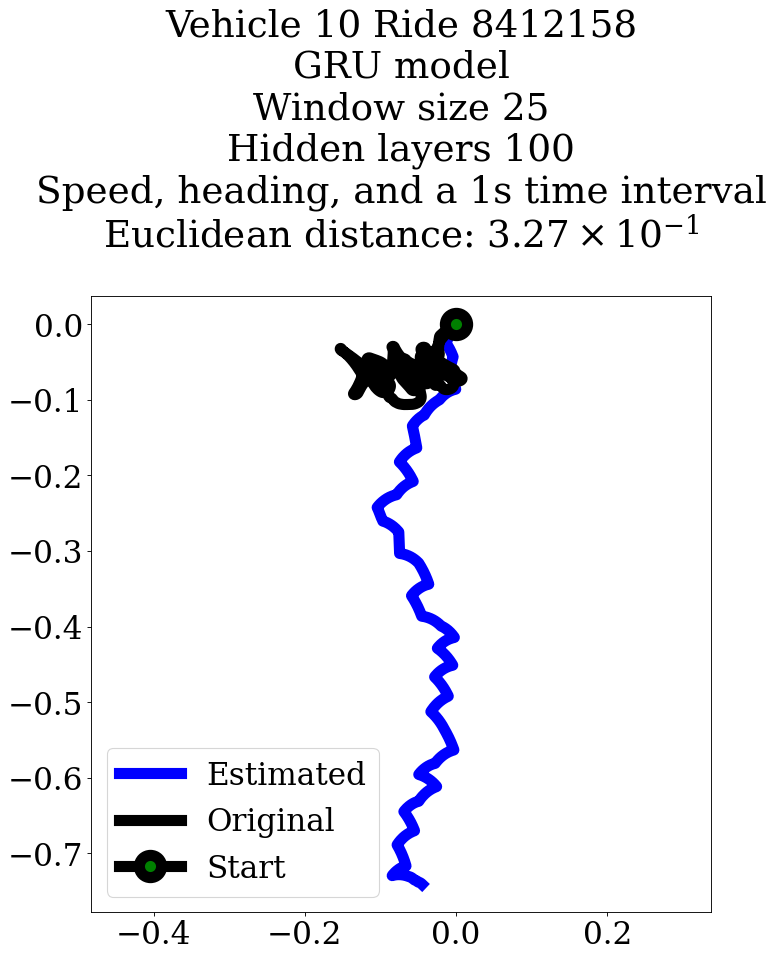 Vehicle 10 Ride 8412158
GRU model
Window size 25
Hidden layers 100
Speed, heading, and a 1s time interval
Euclidean distance: 3.27 × 10⁻¹
0.0
−0.1
−0.2
−0.3
−0.4
−0.5
−0.6
−0.7
Estimated
Original
Start
−0.4 −0.2 0.0 0.2